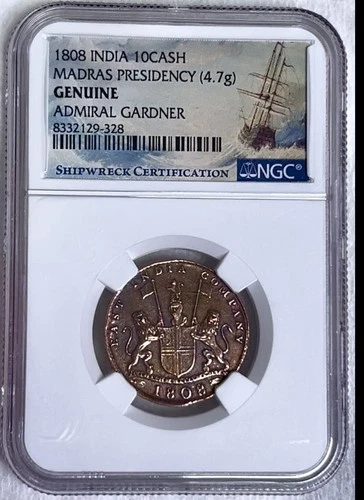 1808 INDIA 10CASH
MADRAS PRESIDENCY (4.7g)
GENUINE
ADMIRAL GARDNER
8332129-328
SHIPWRECK CERTIFICATION NGC®
EAST INDIA COMPANY
1808